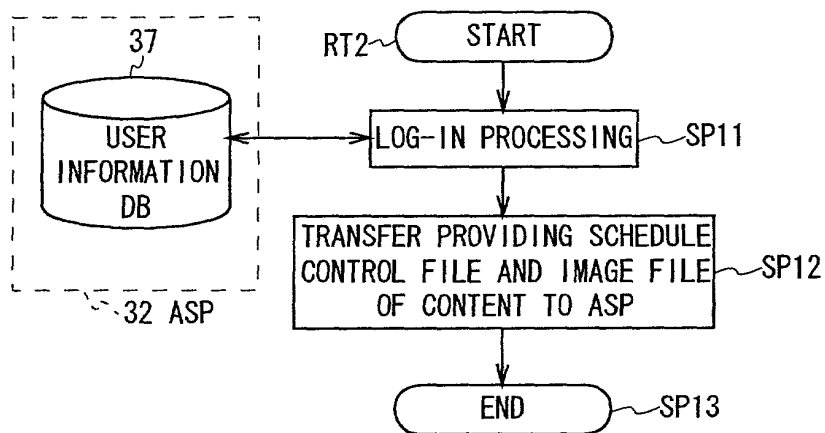 37
USER
INFORMATION
DB
32 ASP
RT2
START
LOG-IN PROCESSING
SP11
TRANSFER PROVIDING SCHEDULE
CONTROL FILE AND IMAGE FILE
OF CONTENT TO ASP
SP12
END
SP13